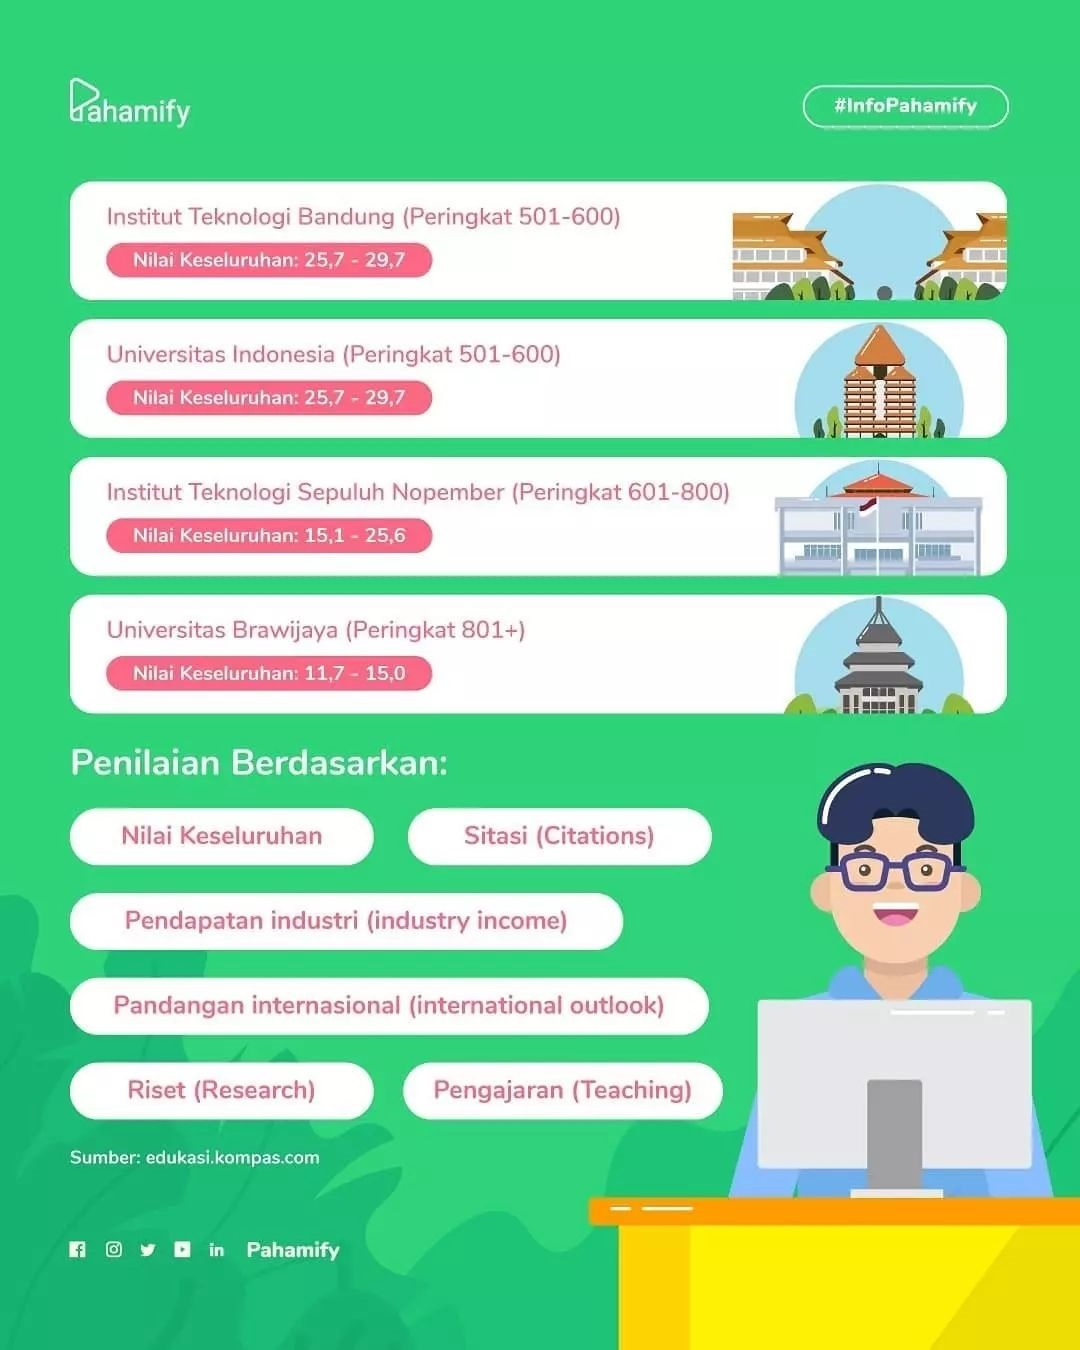 Pahamify
#InfoPahamify
Institut Teknologi Bandung (Peringkat 501-600)
Nilai Keseluruhan: 25,7 - 29,7
Universitas Indonesia (Peringkat 501-600)
Nilai Keseluruhan: 25,7 - 29,7
Institut Teknologi Sepuluh Nopember (Peringkat 601-800)
Nilai Keseluruhan: 15,1 - 25,6
Universitas Brawijaya (Peringkat 801+)
Nilai Keseluruhan: 11,7 - 15,0
Penilaian Berdasarkan:
Nilai Keseluruhan
Sitasi (Citations)
Pendapatan industri (industry income)
Pandangan internasional (international outlook)
Riset (Research)
Pengajaran (Teaching)
Sumber: edukasi.kompas.com
Pahamify